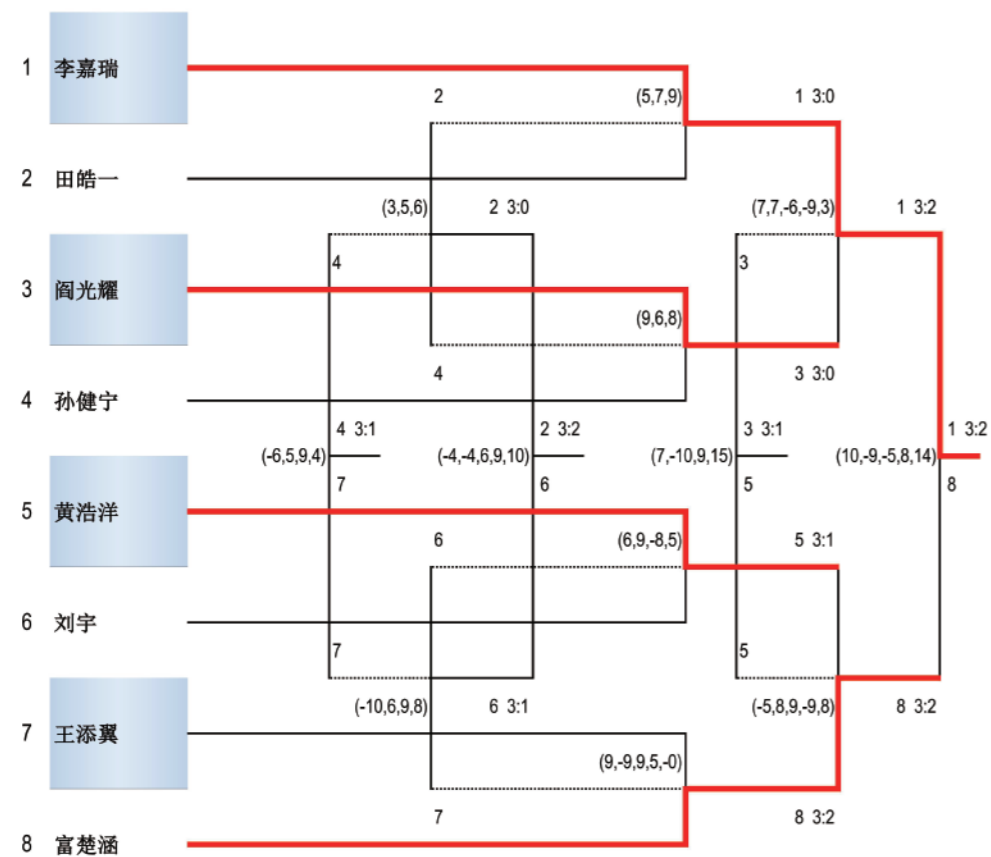 1 李嘉瑞
2 (5,7,9) 1 3:0
2 田皓一
(3,5,6) 2 3:0 (7,7,-6,-9,3) 1 3:2
4 3
3 阎光耀
(9,6,8)
4 3 3:0
4 孙健宁
4 3:1 2 3:2 3 3:1 1 3:2
(-6,5,9,4) (-4,-4,6,9,10) (7,-10,9,15) (10,-9,-5,8,14)
7 6 5 8
5 黄浩洋
6 (6,9,-8,5) 5 3:1
6 刘宇
7 5
(-10,6,9,8) 6 3:1 (-5,8,9,-9,8) 8 3:2
7 王添翼
(9,-9,9,5,-0)
7 8 3:2
8 富楚涵